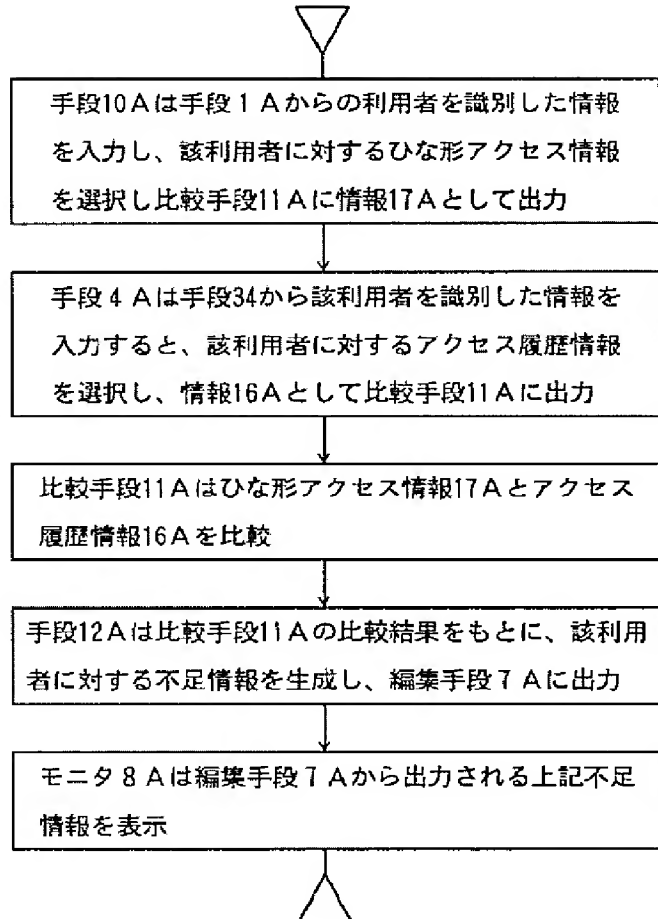 手段10Aは手段1Aからの利用者を識別した情報
を入力し、該利用者に対するひな形アクセス情報
を選択し比較手段11Aに情報17Aとして出力
手段4Aは手段34から該利用者を識別した情報を
入力すると、該利用者に対するアクセス履歴情報
を選択し、情報16Aとして比較手段11Aに出力
比較手段11Aはひな形アクセス情報17Aとアクセス
履歴情報16Aを比較
手段12Aは比較手段11Aの比較結果をもとに、該利用
者に対する不足情報を生成し、編集手段7Aに出力
モニタ8Aは編集手段7Aから出力される上記不足
情報を表示